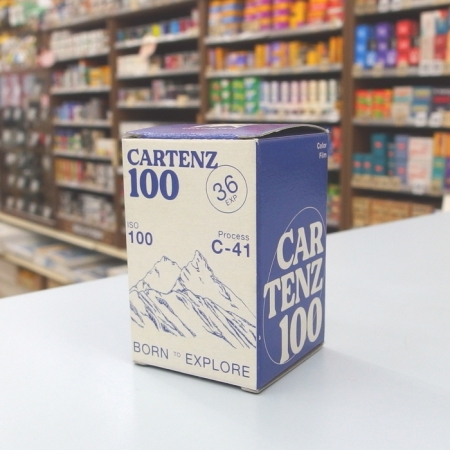 CARTENZ
100
36
EXP
ISO
100
Process
C-41
BORN TO EXPLORE
Color
Film
CAR
TENZ
100